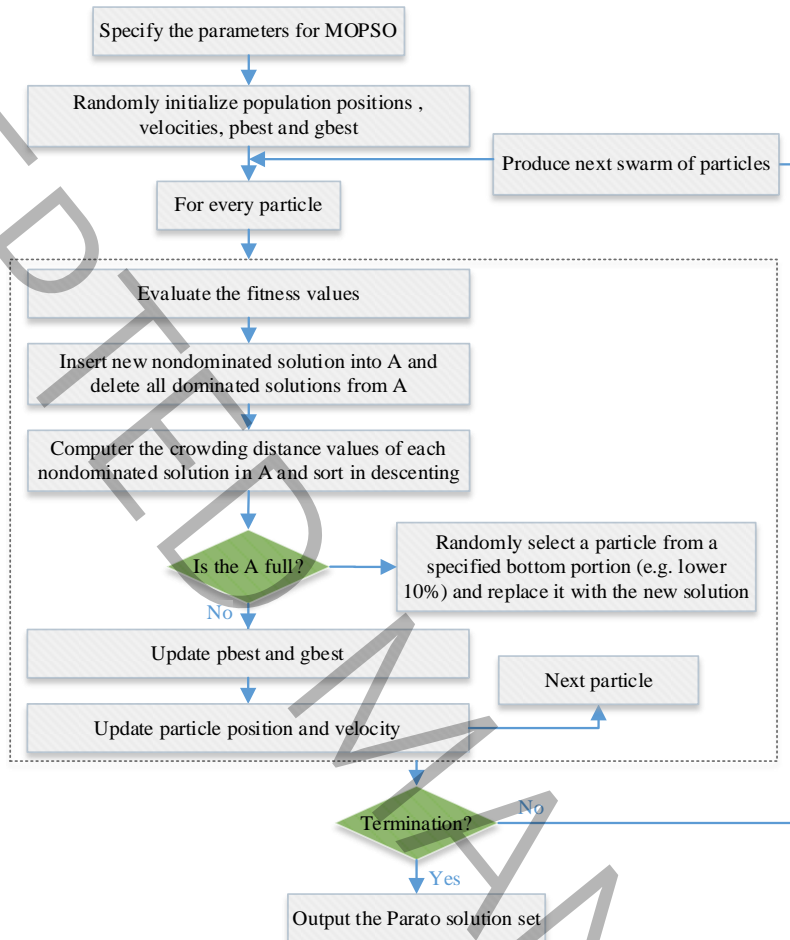 Specify the parameters for MOPSO
Randomly initialize population positions ,
velocities, pbest and gbest
Produce next swarm of particles
For every particle
Evaluate the fitness values
Insert new nondominated solution into A and
delete all dominated solutions from A
Computer the crowding distance values of each
nondominated solution in A and sort in descenting
Is the A full?
Randomly select a particle from a
specified bottom portion (e.g. lower
10%) and replace it with the new solution
No
Update pbest and gbest
Next particle
Update particle position and velocity
Termination?
No
Yes
Output the Parato solution set